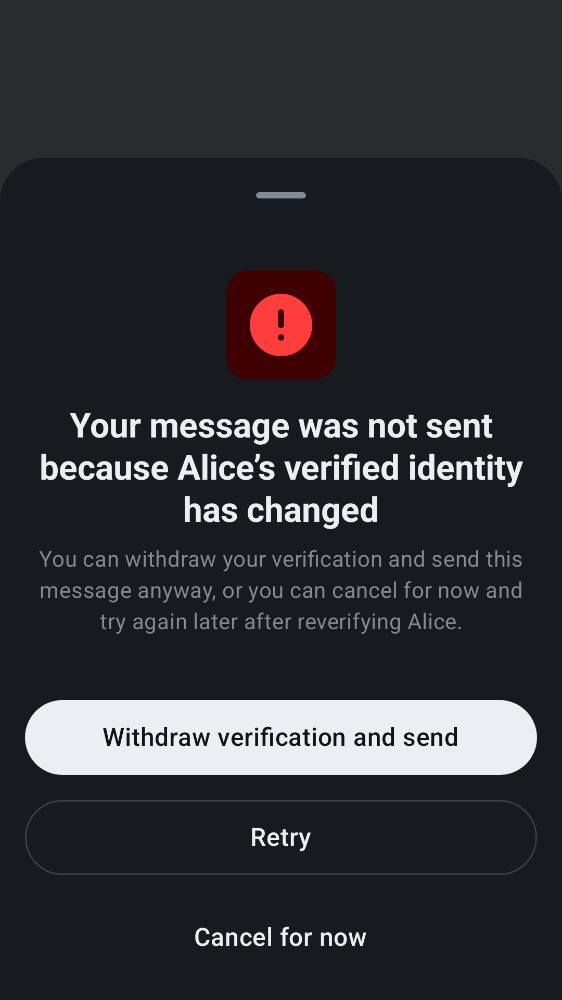 Your message was not sent
because Alice’s verified identity
has changed
You can withdraw your verification and send this
message anyway, or you can cancel for now and
try again later after reverifying Alice.
Withdraw verification and send
Retry
Cancel for now